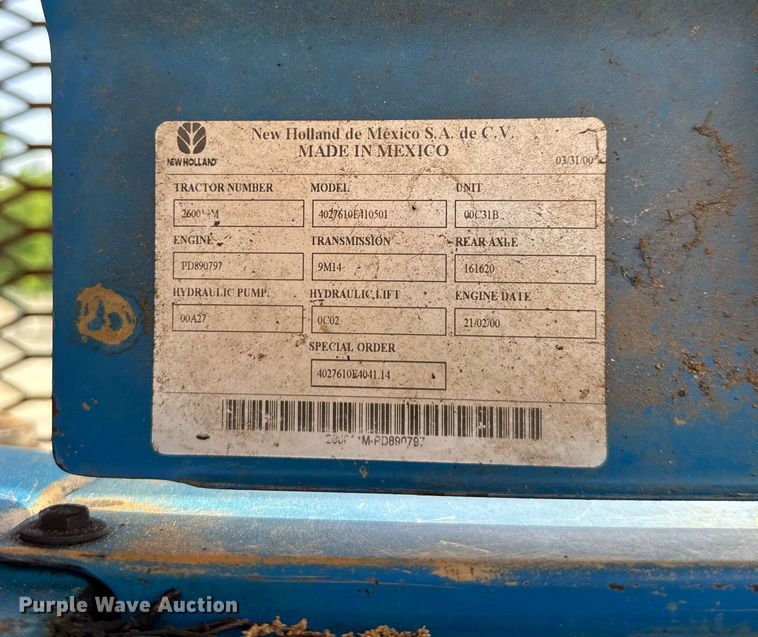 New Holland de México S.A. de C.V.
MADE IN MEXICO
NEW HOLLAND
03/31/00
TRACTOR NUMBER MODEL UNIT
4027610E410501 00C31B
ENGINE TRANSMISSION REAR AXLE
PD890797 9M14 161620
HYDRAULIC PUMP. HYDRAULIC LIFT ENGINE DATE
00A27 0C02 21/02/00
SPECIAL ORDER
4027610E4041.14
Purple Wave Auction